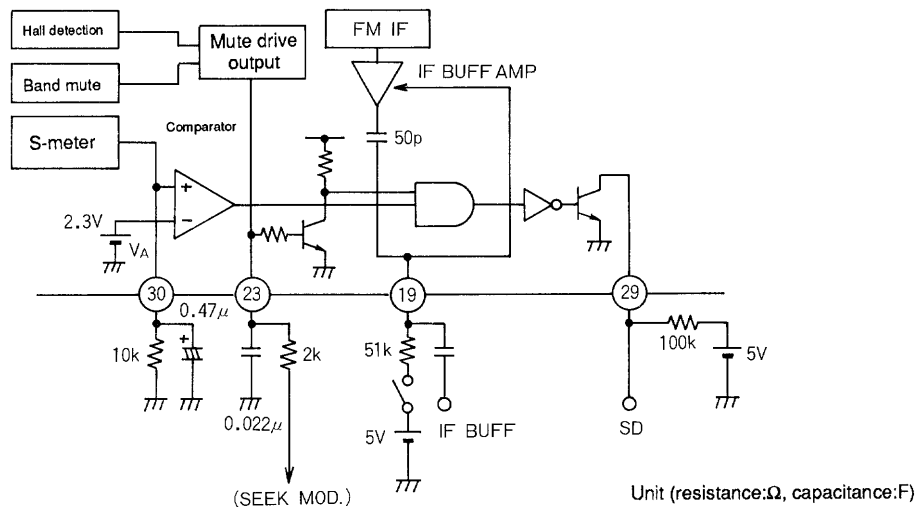 Hall detection
Band mute
S-meter
Mute drive
output
FM IF
IF BUFF AMP
50p
Comparator
+
−
2.3V
VA
30
23
19
29
0.47μ
+
10k
2k
0.022μ
51k
5V
IF BUFF
100k
5V
SD
(SEEK MOD.)
Unit (resistance:Ω, capacitance:F)